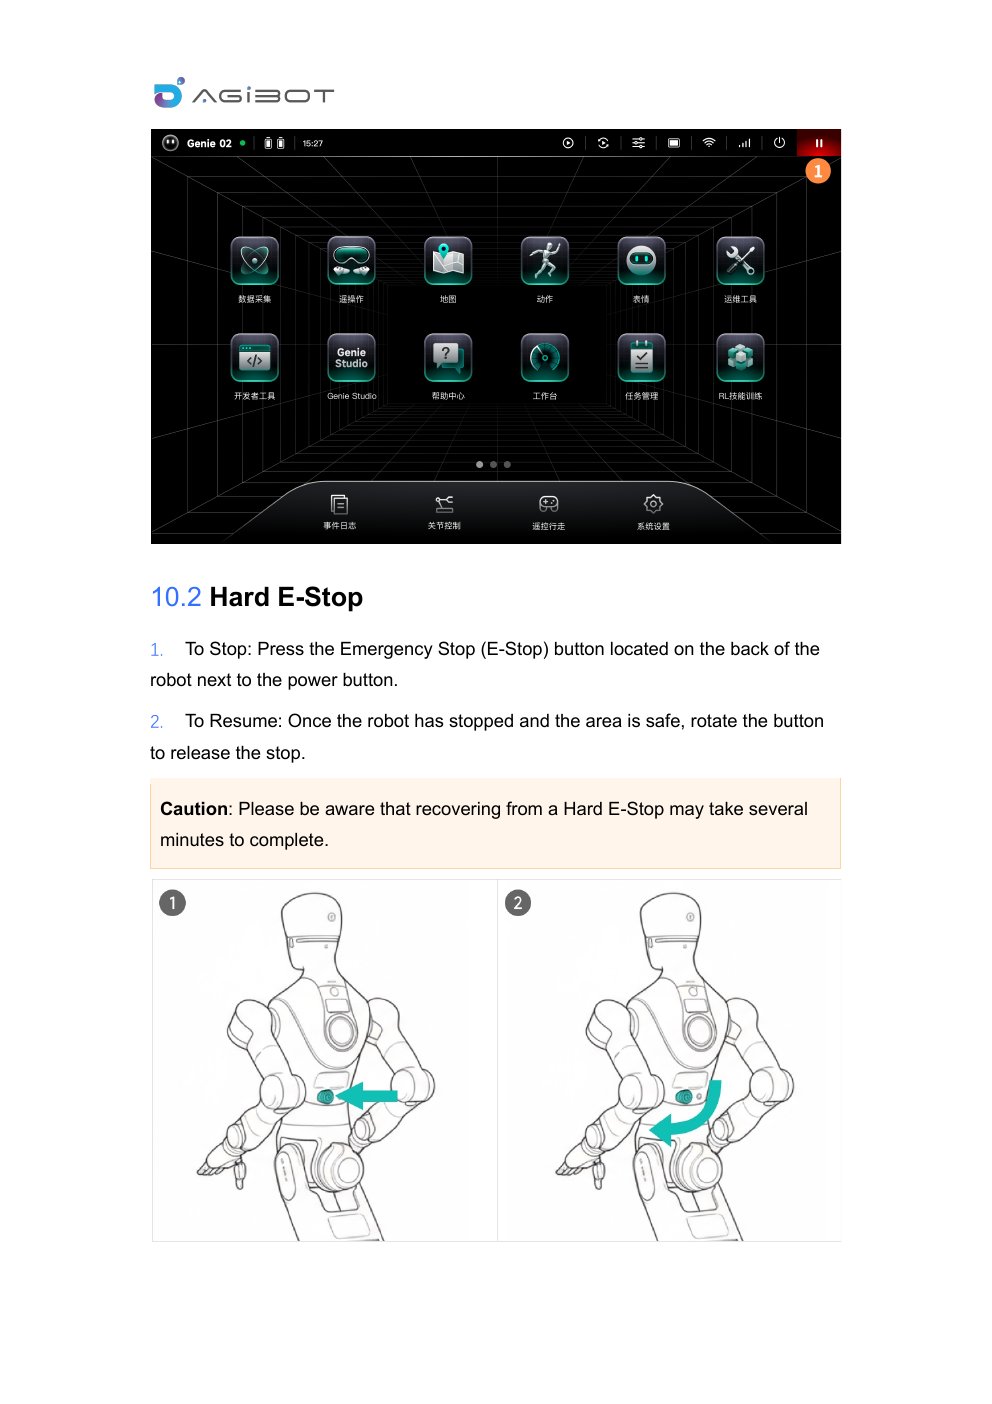 AGIBOT
Genie 02 15:27
1
数据采集 遥操作 地图 动作 表情 运维工具
Genie
Studio
开发者工具 Genie Studio 帮助中心 工作台 任务管理 RL技能训练
事件日志 关节控制 遥控行走 系统设置
10.2 Hard E-Stop
1. To Stop: Press the Emergency Stop (E-Stop) button located on the back of the
robot next to the power button.
2. To Resume: Once the robot has stopped and the area is safe, rotate the button
to release the stop.
Caution: Please be aware that recovering from a Hard E-Stop may take several
minutes to complete.
1 2